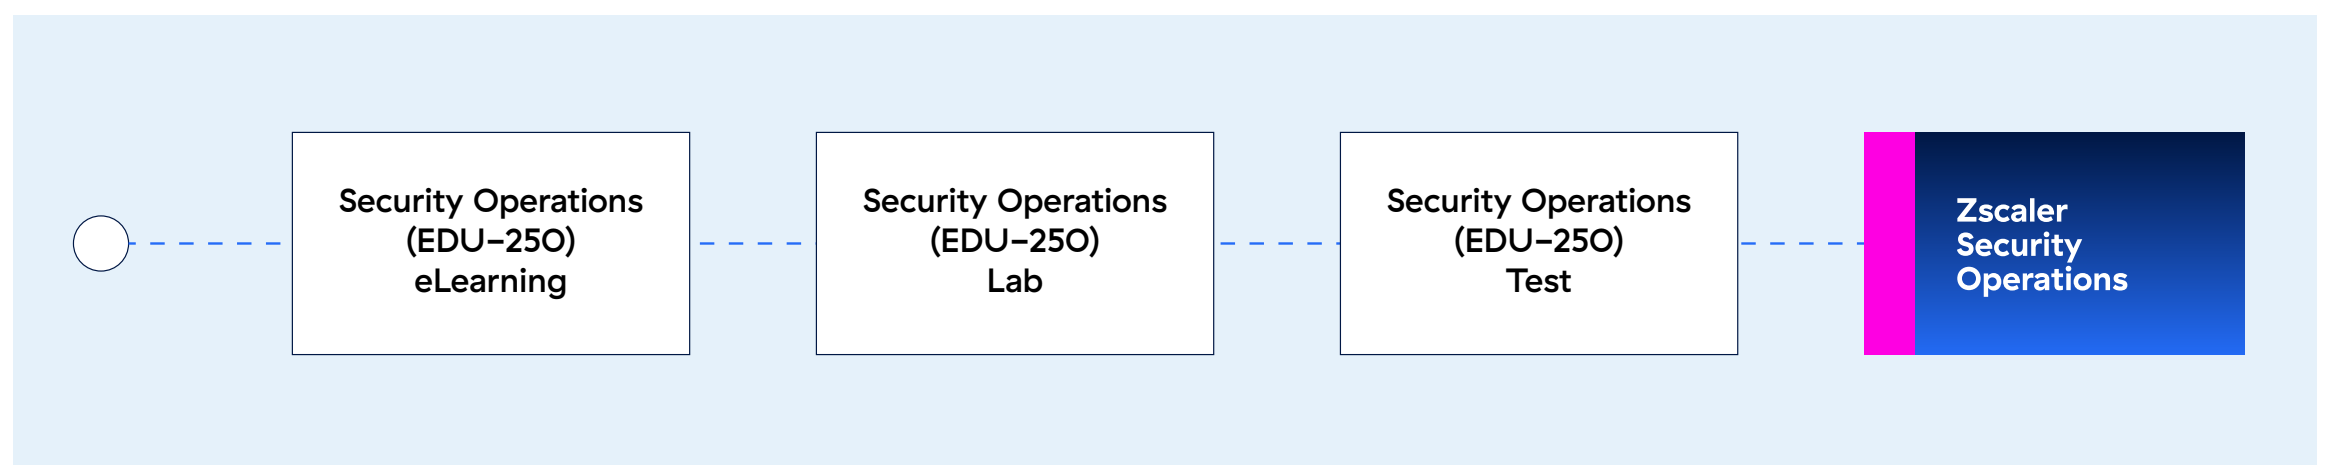 Security Operations
(EDU–250)
eLearning
Security Operations
(EDU–250)
Lab
Security Operations
(EDU–250)
Test
Zscaler
Security
Operations